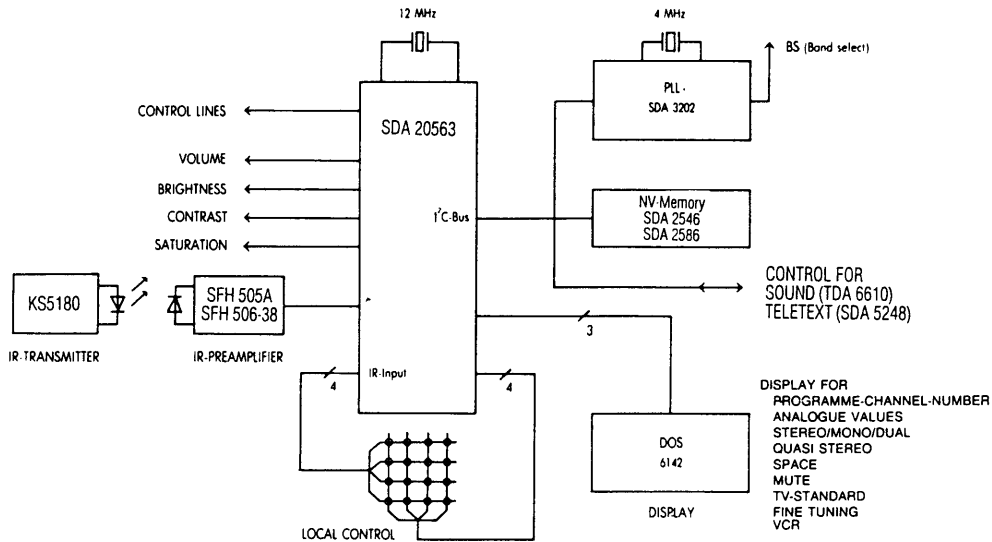 12 MHz
4 MHz
BS (Band select)
PLL -
SDA 3202
CONTROL LINES
SDA 20563
VOLUME
BRIGHTNESS
CONTRAST
SATURATION
I²C-Bus
NV-Memory
SDA 2546
SDA 2586
KS5180
SFH 505A
SFH 506-38
CONTROL FOR
SOUND (TDA 6610)
TELETEXT (SDA 5248)
3
IR-TRANSMITTER
IR-PREAMPLIFIER
4
IR-Input
4
DISPLAY FOR
PROGRAMME-CHANNEL-NUMBER
ANALOGUE VALUES
STEREO/MONO/DUAL
QUASI STEREO
SPACE
MUTE
TV-STANDARD
FINE TUNING
VCR
DOS
6142
DISPLAY
LOCAL CONTROL